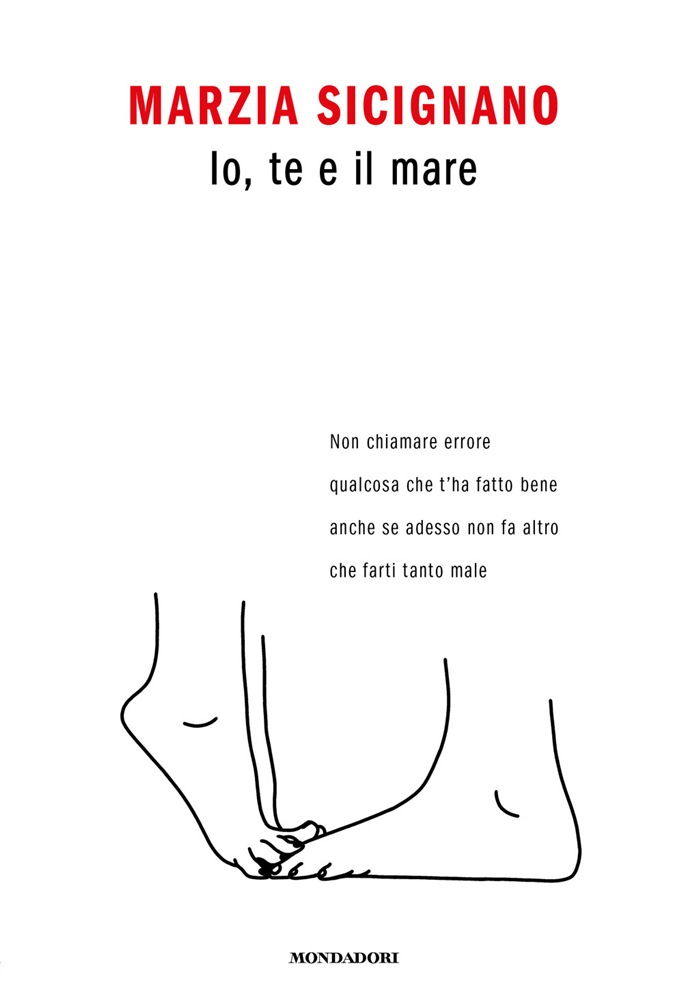 MARZIA SICIGNANO
Io, te e il mare
Non chiamare errore
qualcosa che t'ha fatto bene
anche se adesso non fa altro
che farti tanto male
MONDADORI